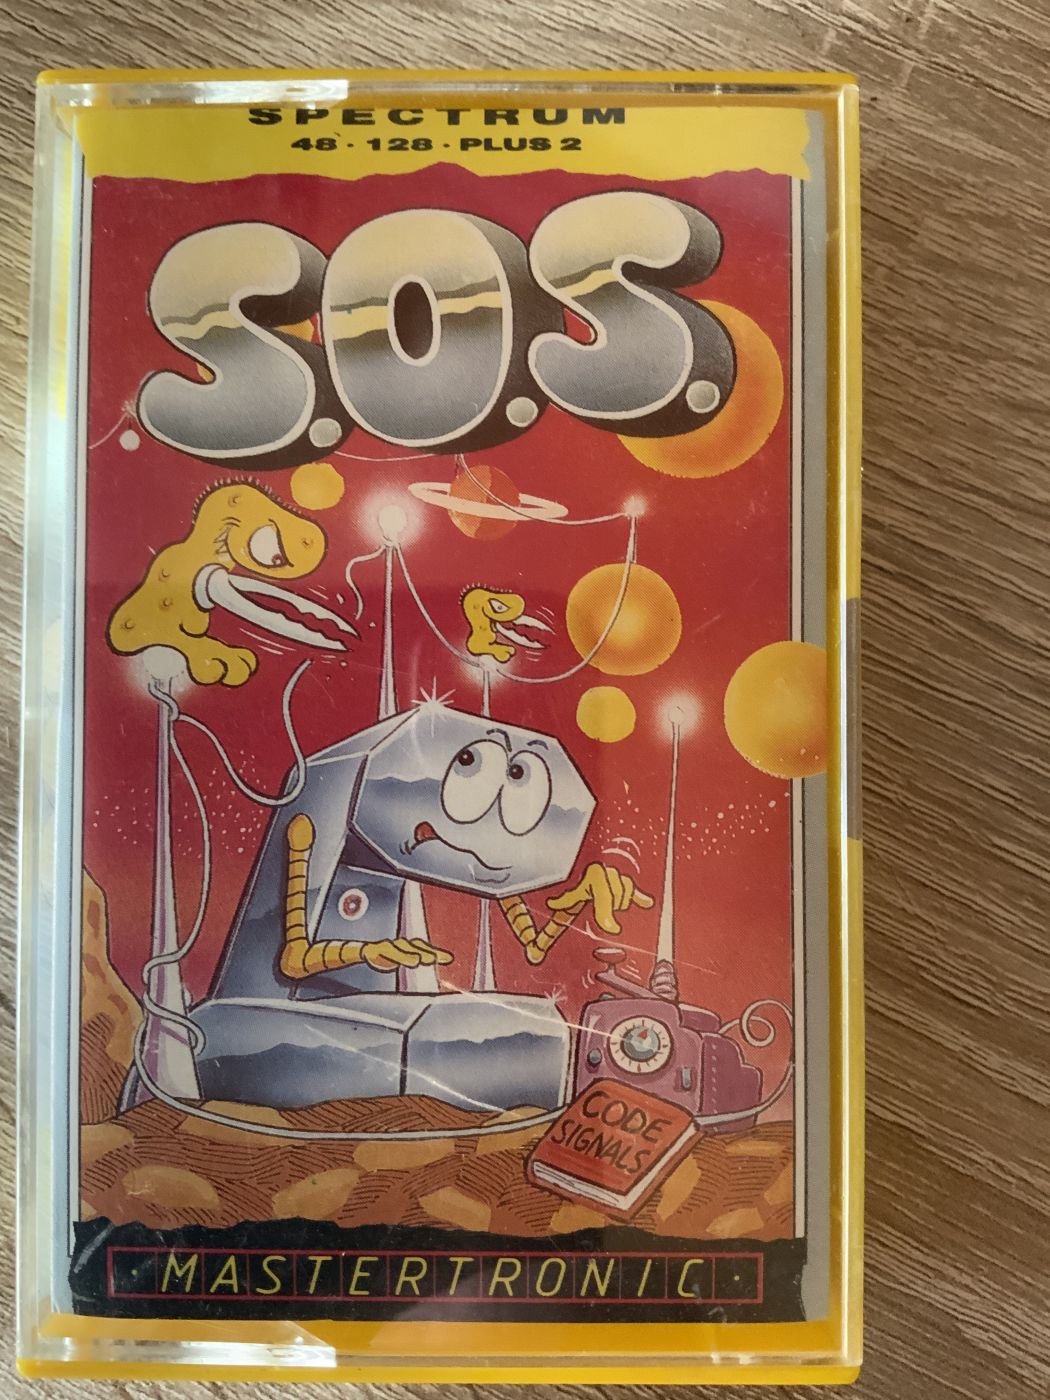 SPECTRUM
48 · 128 · PLUS 2
S.O.S.
CODE
SIGNALS
· MASTERTRONIC ·